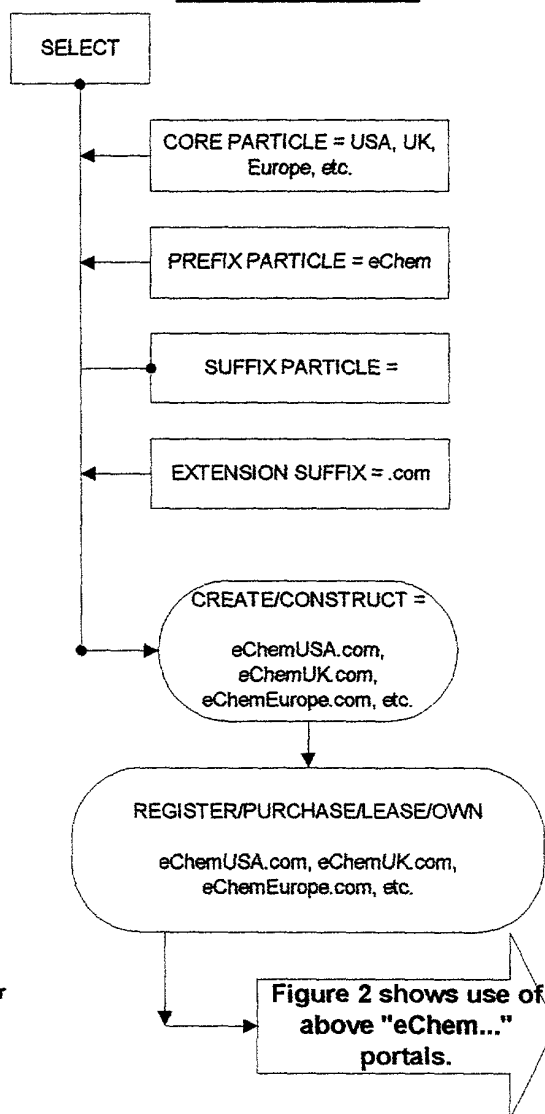 SELECT
CORE PARTICLE = USA, UK,
Europe, etc.
PREFIX PARTICLE = eChem
SUFFIX PARTICLE =
EXTENSION SUFFIX = .com
CREATE/CONSTRUCT =
eChemUSA.com,
eChemUK.com,
eChemEurope.com, etc.
REGISTER/PURCHASE/LEASE/OWN
eChemUSA.com, eChemUK.com,
eChemEurope.com, etc.
Figure 2 shows use of
above "eChem..."
portals.